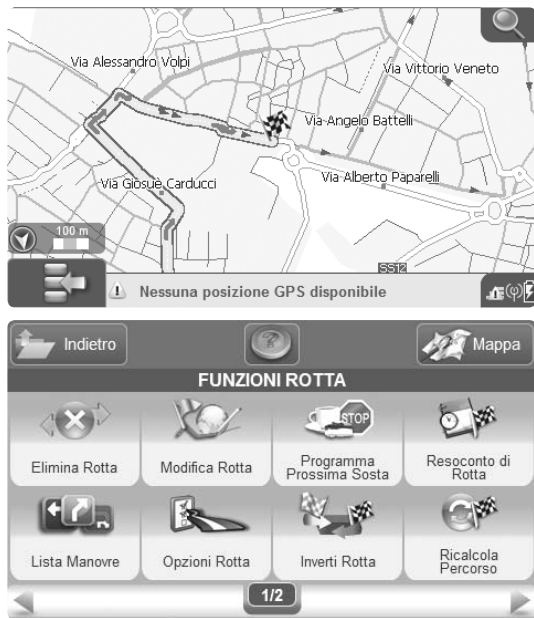 Via Alessandro Volpi
Via Vittorio Veneto
Via Angelo Battelli
Via Giosuè Carducci
Via Alberto Paparelli
100 m
SS12
Nessuna posizione GPS disponibile
Indietro
?
Mappa
FUNZIONI ROTTA
STOP
Elimina Rotta
Modifica Rotta
Programma
Prossima Sosta
Resoconto di
Rotta
Lista Manovre
Opzioni Rotta
Inverti Rotta
Ricalcola
Percorso
1/2